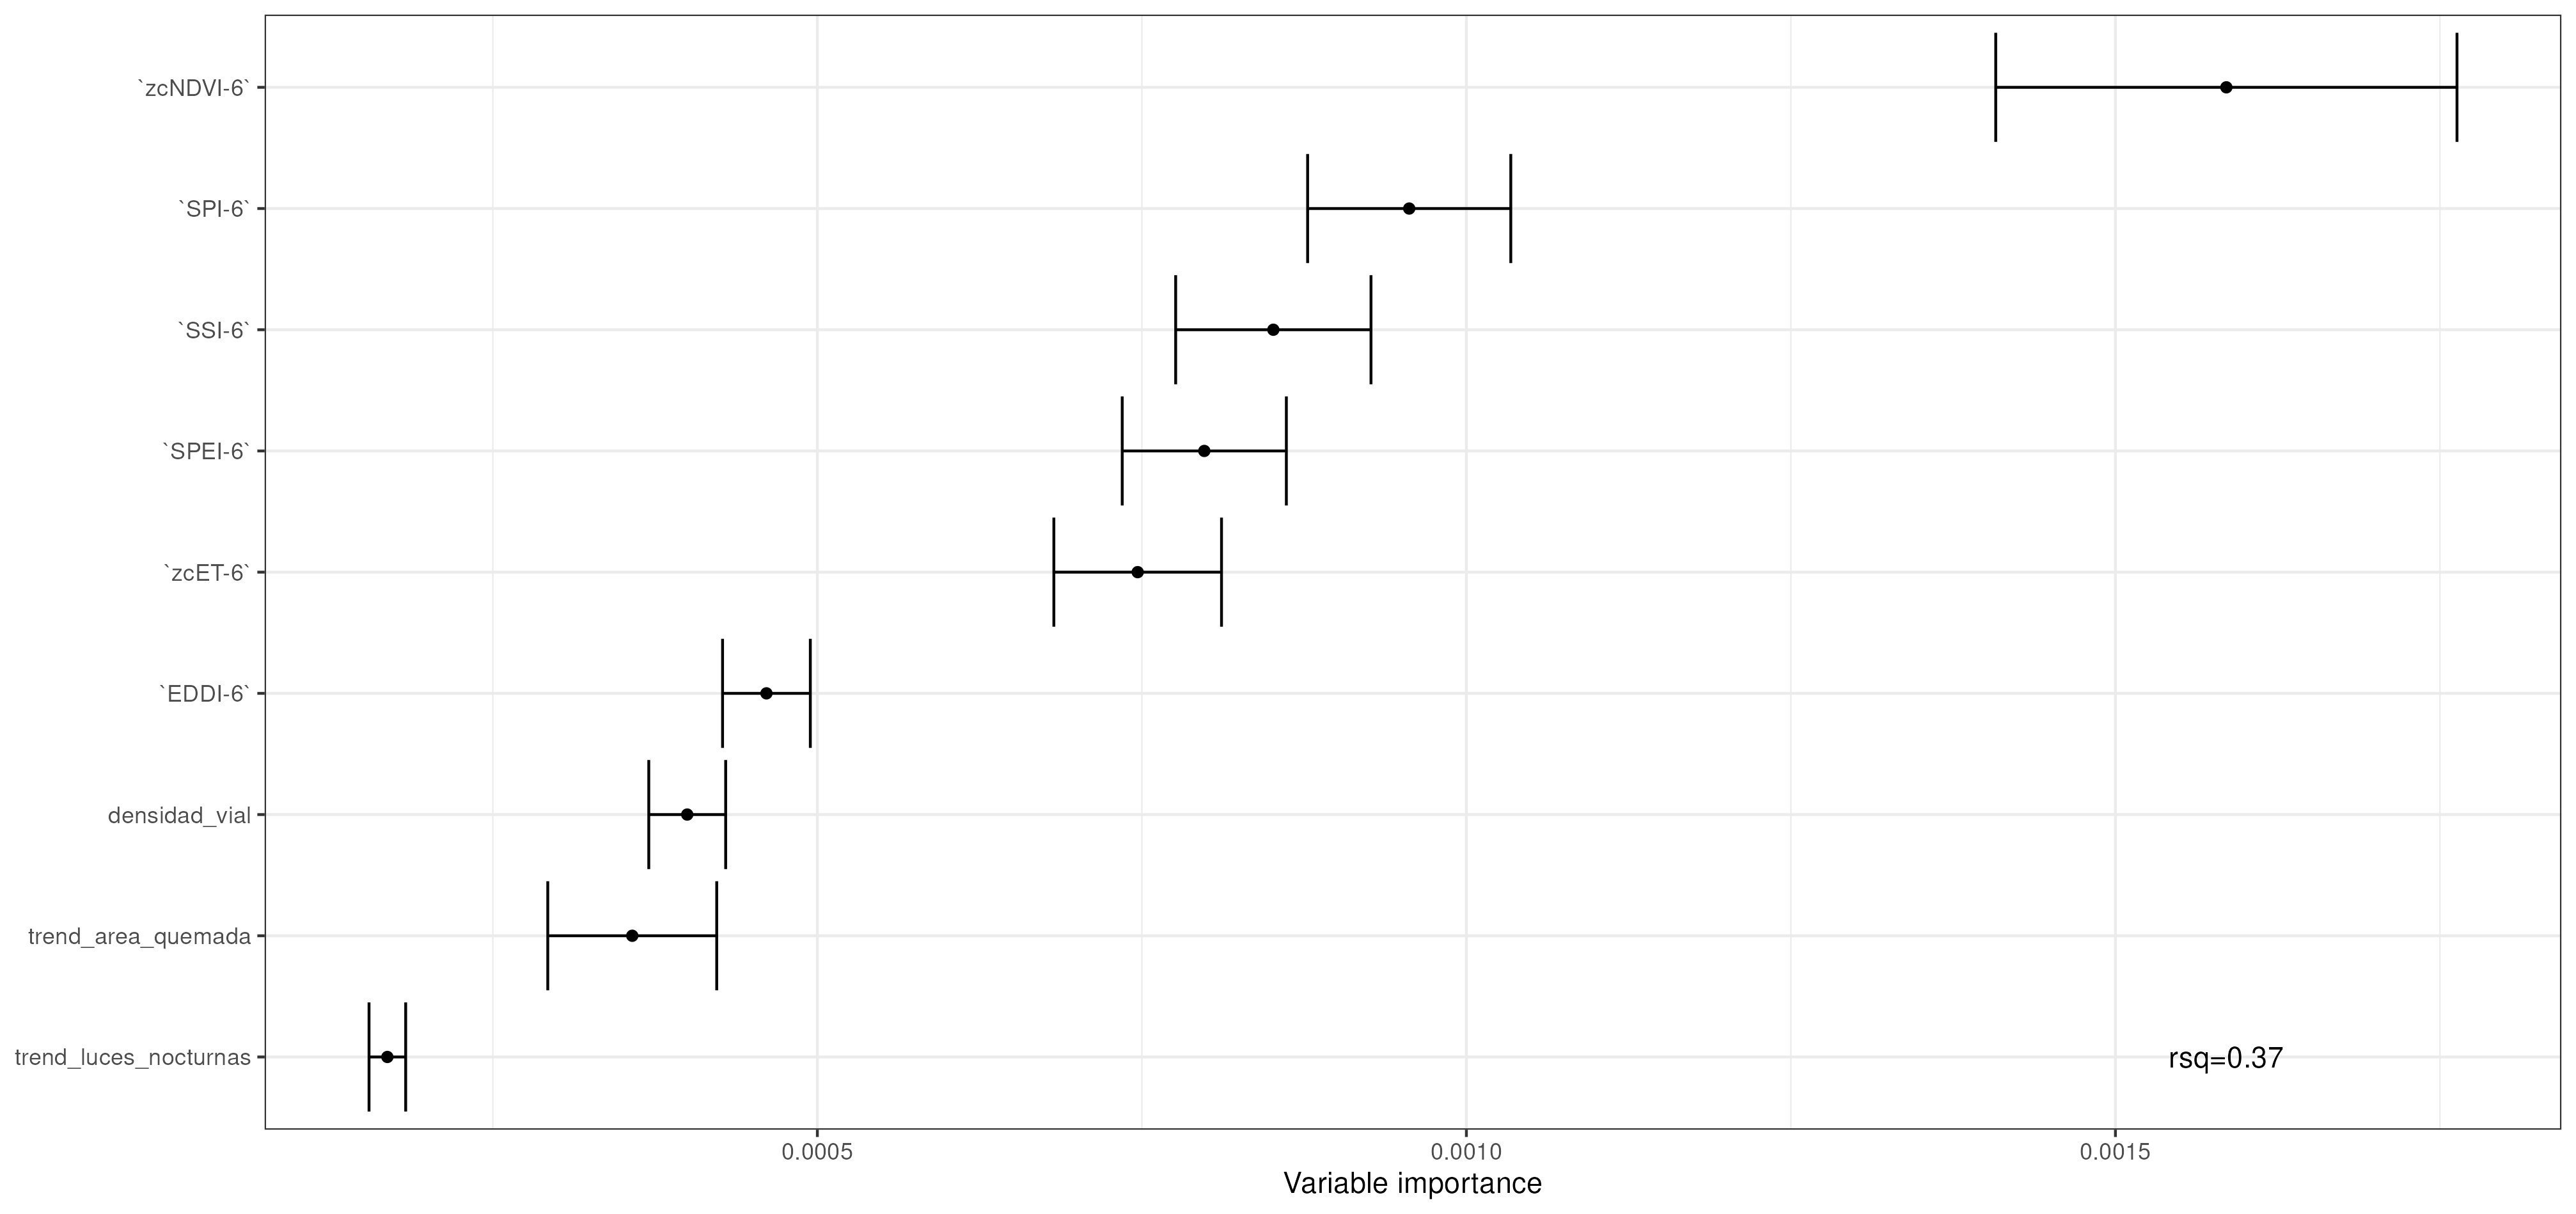 `zcNDVI-6`
`SPI-6`
`SSI-6`
`SPEI-6`
`zcET-6`
`EDDI-6`
densidad_vial
trend_area_quemada
trend_luces_nocturnas
rsq=0.37
0.0005
0.0010
0.0015
Variable importance